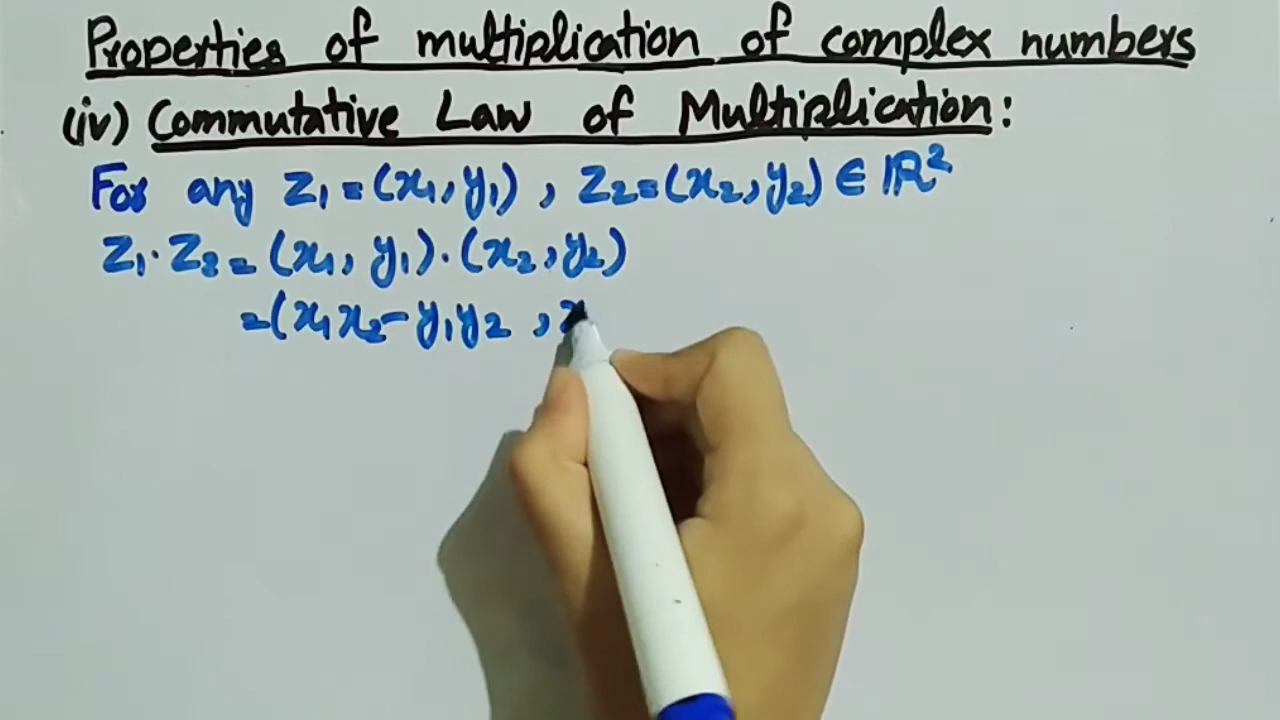 Properties of multiplication of complex numbers
(iv) Commutative Law of Multiplication:
For any z₁=(x₁,y₁), z₂=(x₂,y₂)∈ℝ²
z₁·z₂=(x₁,y₁)·(x₂,y₂)
=(x₁x₂-y₁y₂, x